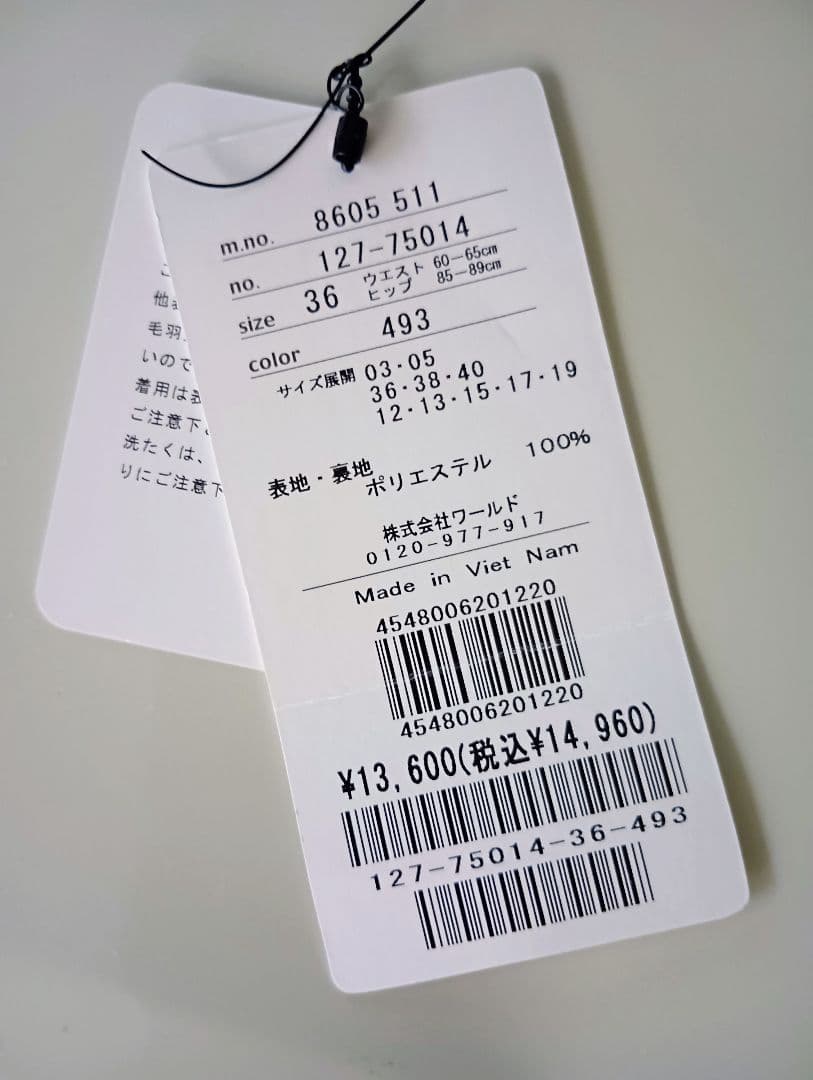 m.no. 8605 511
no. 127-75014
size 36 ウエスト 60-65cm
ヒップ 85-89cm
color 493
サイズ展開 03・05
36・38・40
12・13・15・17・19
表地・裏地
ポリエステル 100%
株式会社ワールド
0120-977-917
Made in Viet Nam
4548006201220
4548006201220
¥13,600(税込¥14,960)
127-75014-36-493
こ
他
毛羽
いので
着用は
ご注意下
洗たくは、
りにご注意下